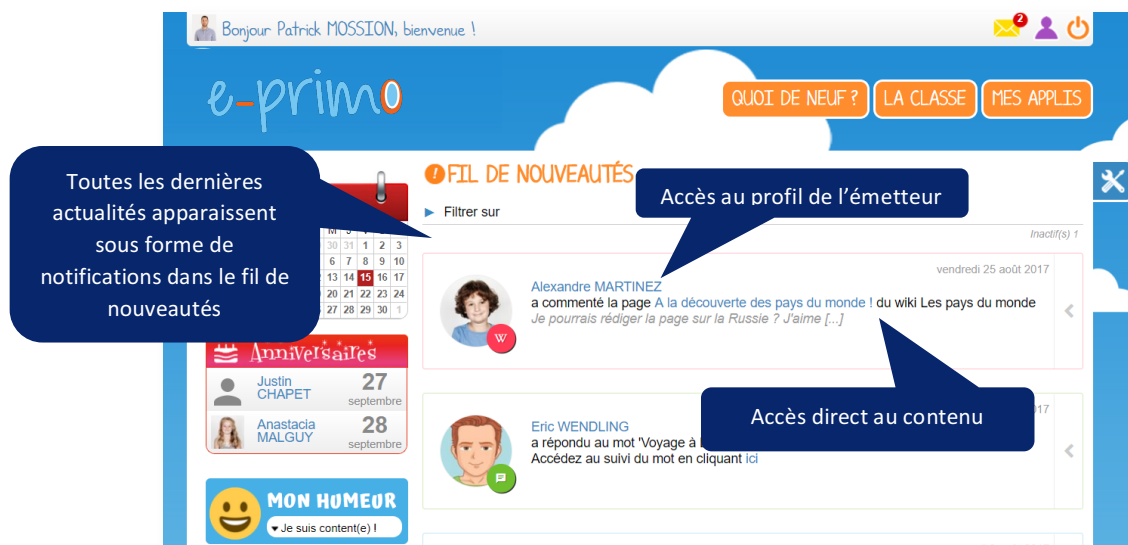 Bonjour Patrick MOSSION, bienvenue !
2
e-primo
QUOI DE NEUF ?
LA CLASSE
MES APPLIS
Toutes les dernières
actualités apparaissent
sous forme de
notifications dans le fil de
nouveautés
FIL DE NOUVEAUTÉS
Accès au profil de l'émetteur
Filtrer sur
Inactif(s) 1
30 31 1 2 3
6 7 8 9 10
13 14 15 16 17
20 21 22 23 24
27 28 29 30 1
vendredi 25 août 2017
Alexandre MARTINEZ
a commenté la page A la découverte des pays du monde ! du wiki Les pays du monde
Je pourrais rédiger la page sur la Russie ? J'aime [...]
W
Anniversaires
Justin
CHAPET
27
septembre
Anastacia
MALGUY
28
septembre
Accès direct au contenu
17
Eric WENDLING
a répondu au mot 'Voyage à
Accédez au suivi du mot en cliquant ici
MON HUMEUR
Je suis content(e) !